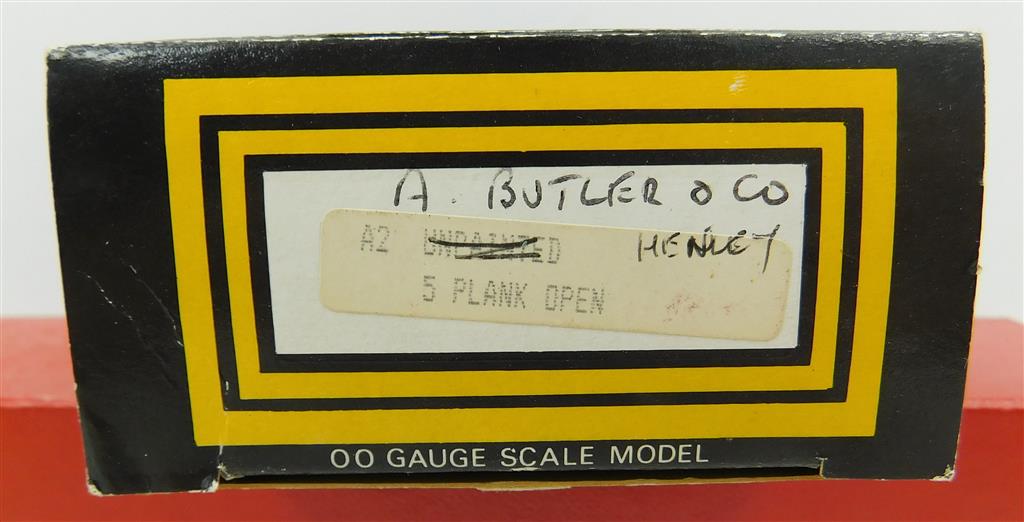 A. BUTLER & CO
A2 UNPAINTED HENLEY
5 PLANK OPEN
OO GAUGE SCALE MODEL